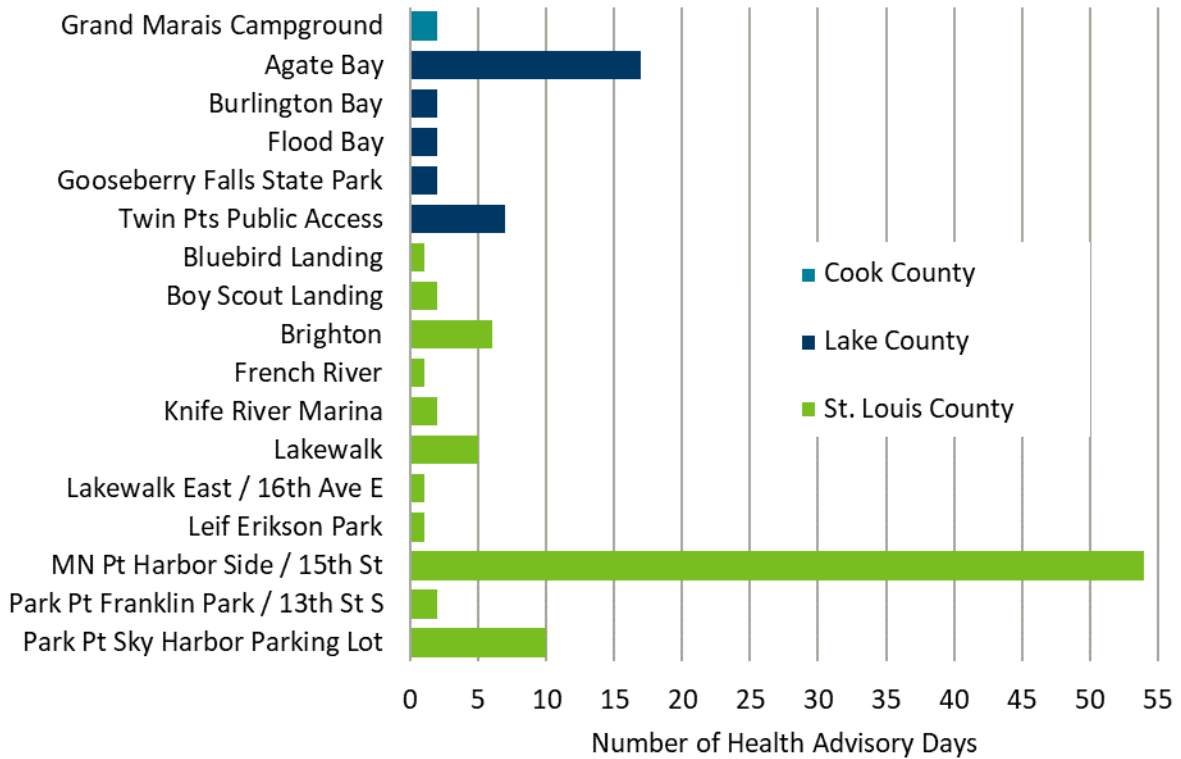 Grand Marais Campground
Agate Bay
Burlington Bay
Flood Bay
Gooseberry Falls State Park
Twin Pts Public Access
Bluebird Landing
Boy Scout Landing
Brighton
French River
Knife River Marina
Lakewalk
Lakewalk East / 16th Ave E
Leif Erikson Park
MN Pt Harbor Side / 15th St
Park Pt Franklin Park / 13th St S
Park Pt Sky Harbor Parking Lot
Cook County
Lake County
St. Louis County
0 5 10 15 20 25 30 35 40 45 50 55
Number of Health Advisory Days